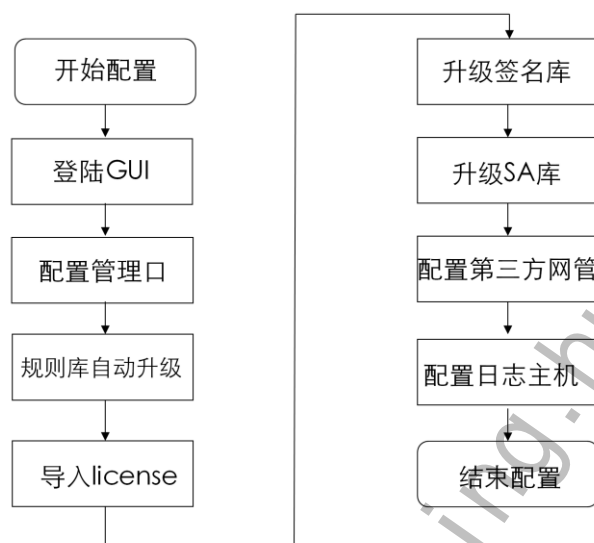 开始配置
登陆GUI
配置管理口
规则库自动升级
导入license
升级签名库
升级SA库
配置第三方网管
配置日志主机
结束配置
ing.h